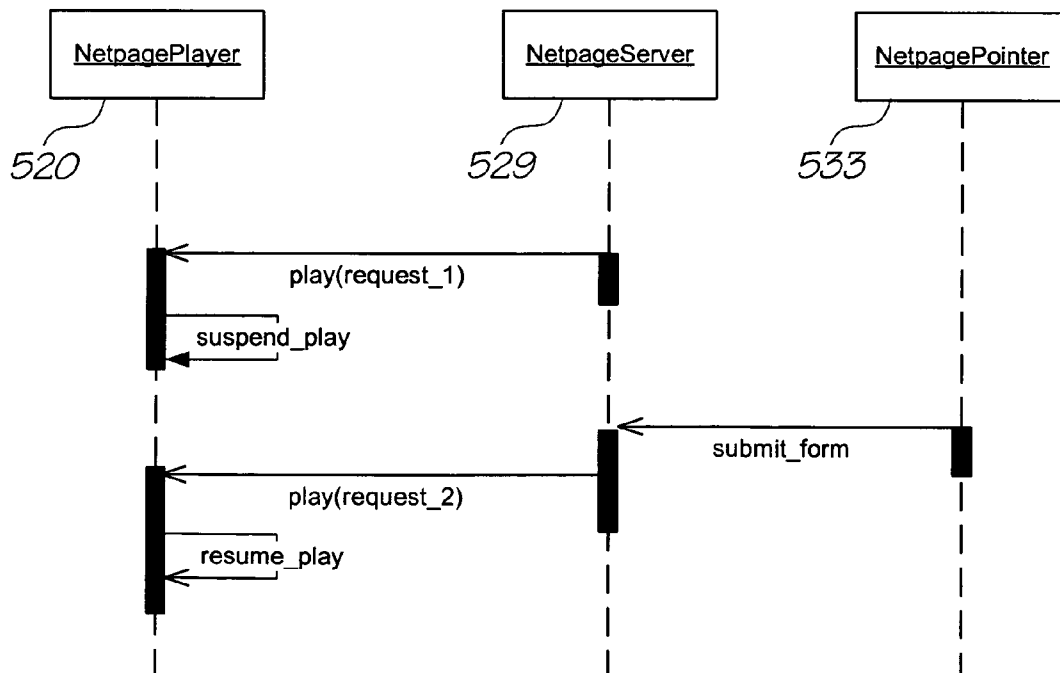 NetpagePlayer
NetpageServer
NetpagePointer
520
529
533
play(request_1)
suspend_play
submit_form
play(request_2)
resume_play